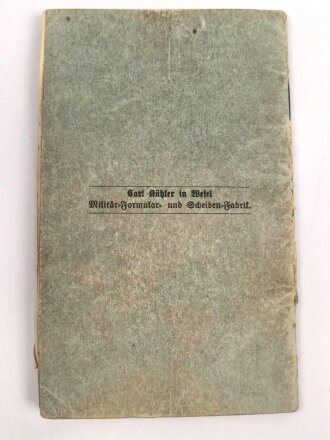 Carl Kühler in Wesel
Militär-Formular- und Scheiben-Fabrik.